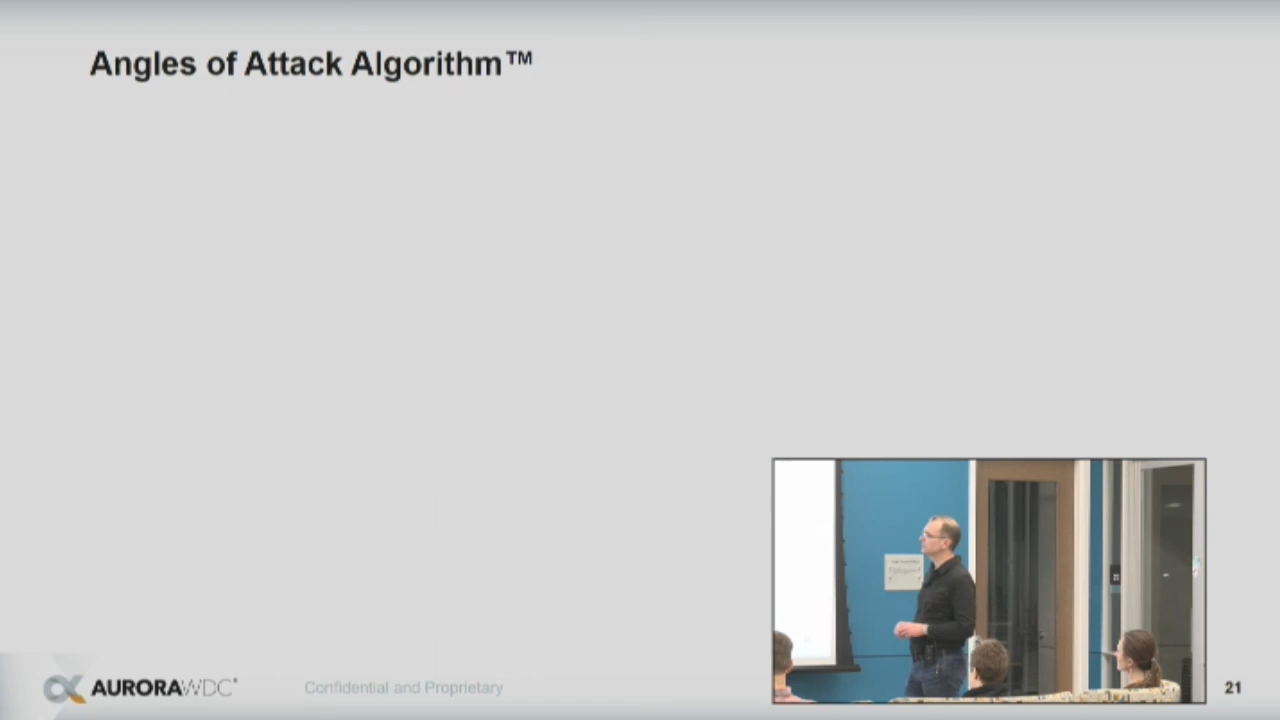 Angles of Attack Algorithm™
AURORAWDC®
Confidential and Proprietary
21